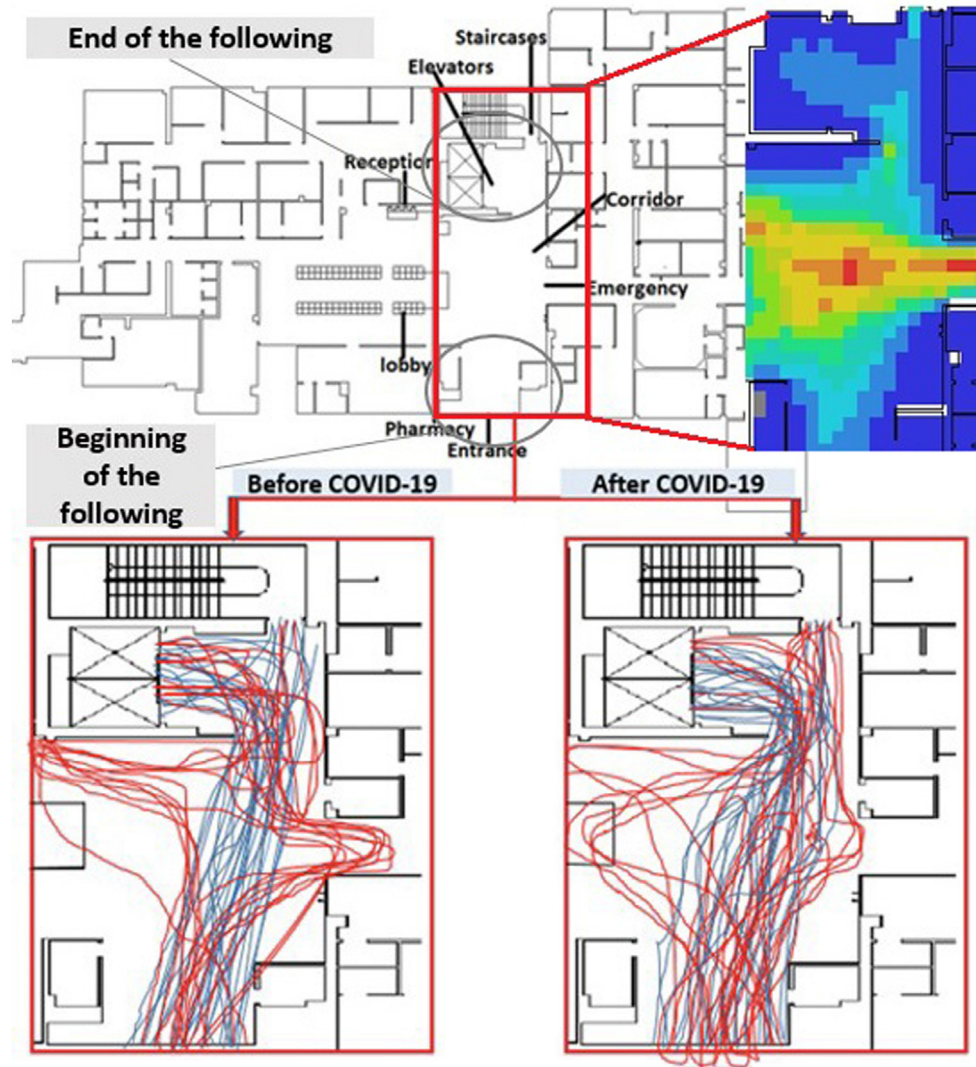 End of the following
Staircases
Elevators
Reception
Corridor
Emergency
lobby
Pharmacy
Entrance
Beginning
of the
following
Before COVID-19
After COVID-19